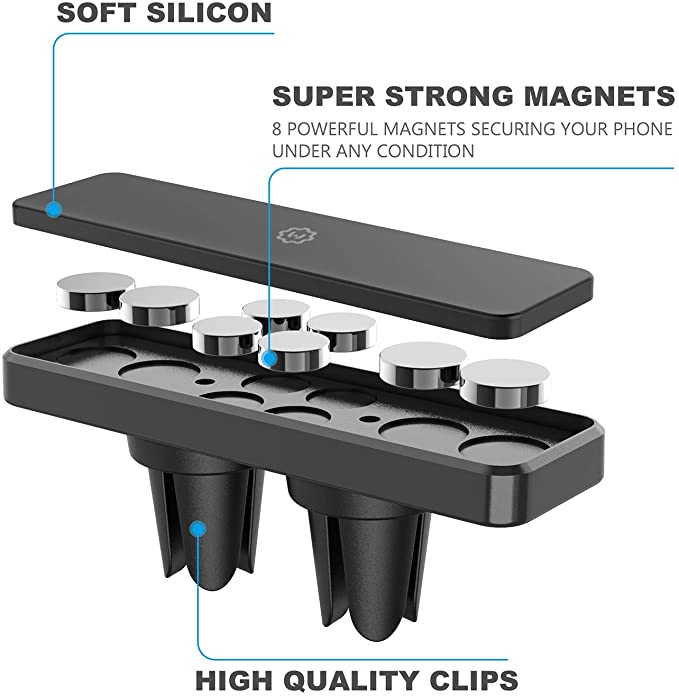 SOFT SILICON
SUPER STRONG MAGNETS
8 POWERFUL MAGNETS SECURING YOUR PHONE
UNDER ANY CONDITION
HIGH QUALITY CLIPS